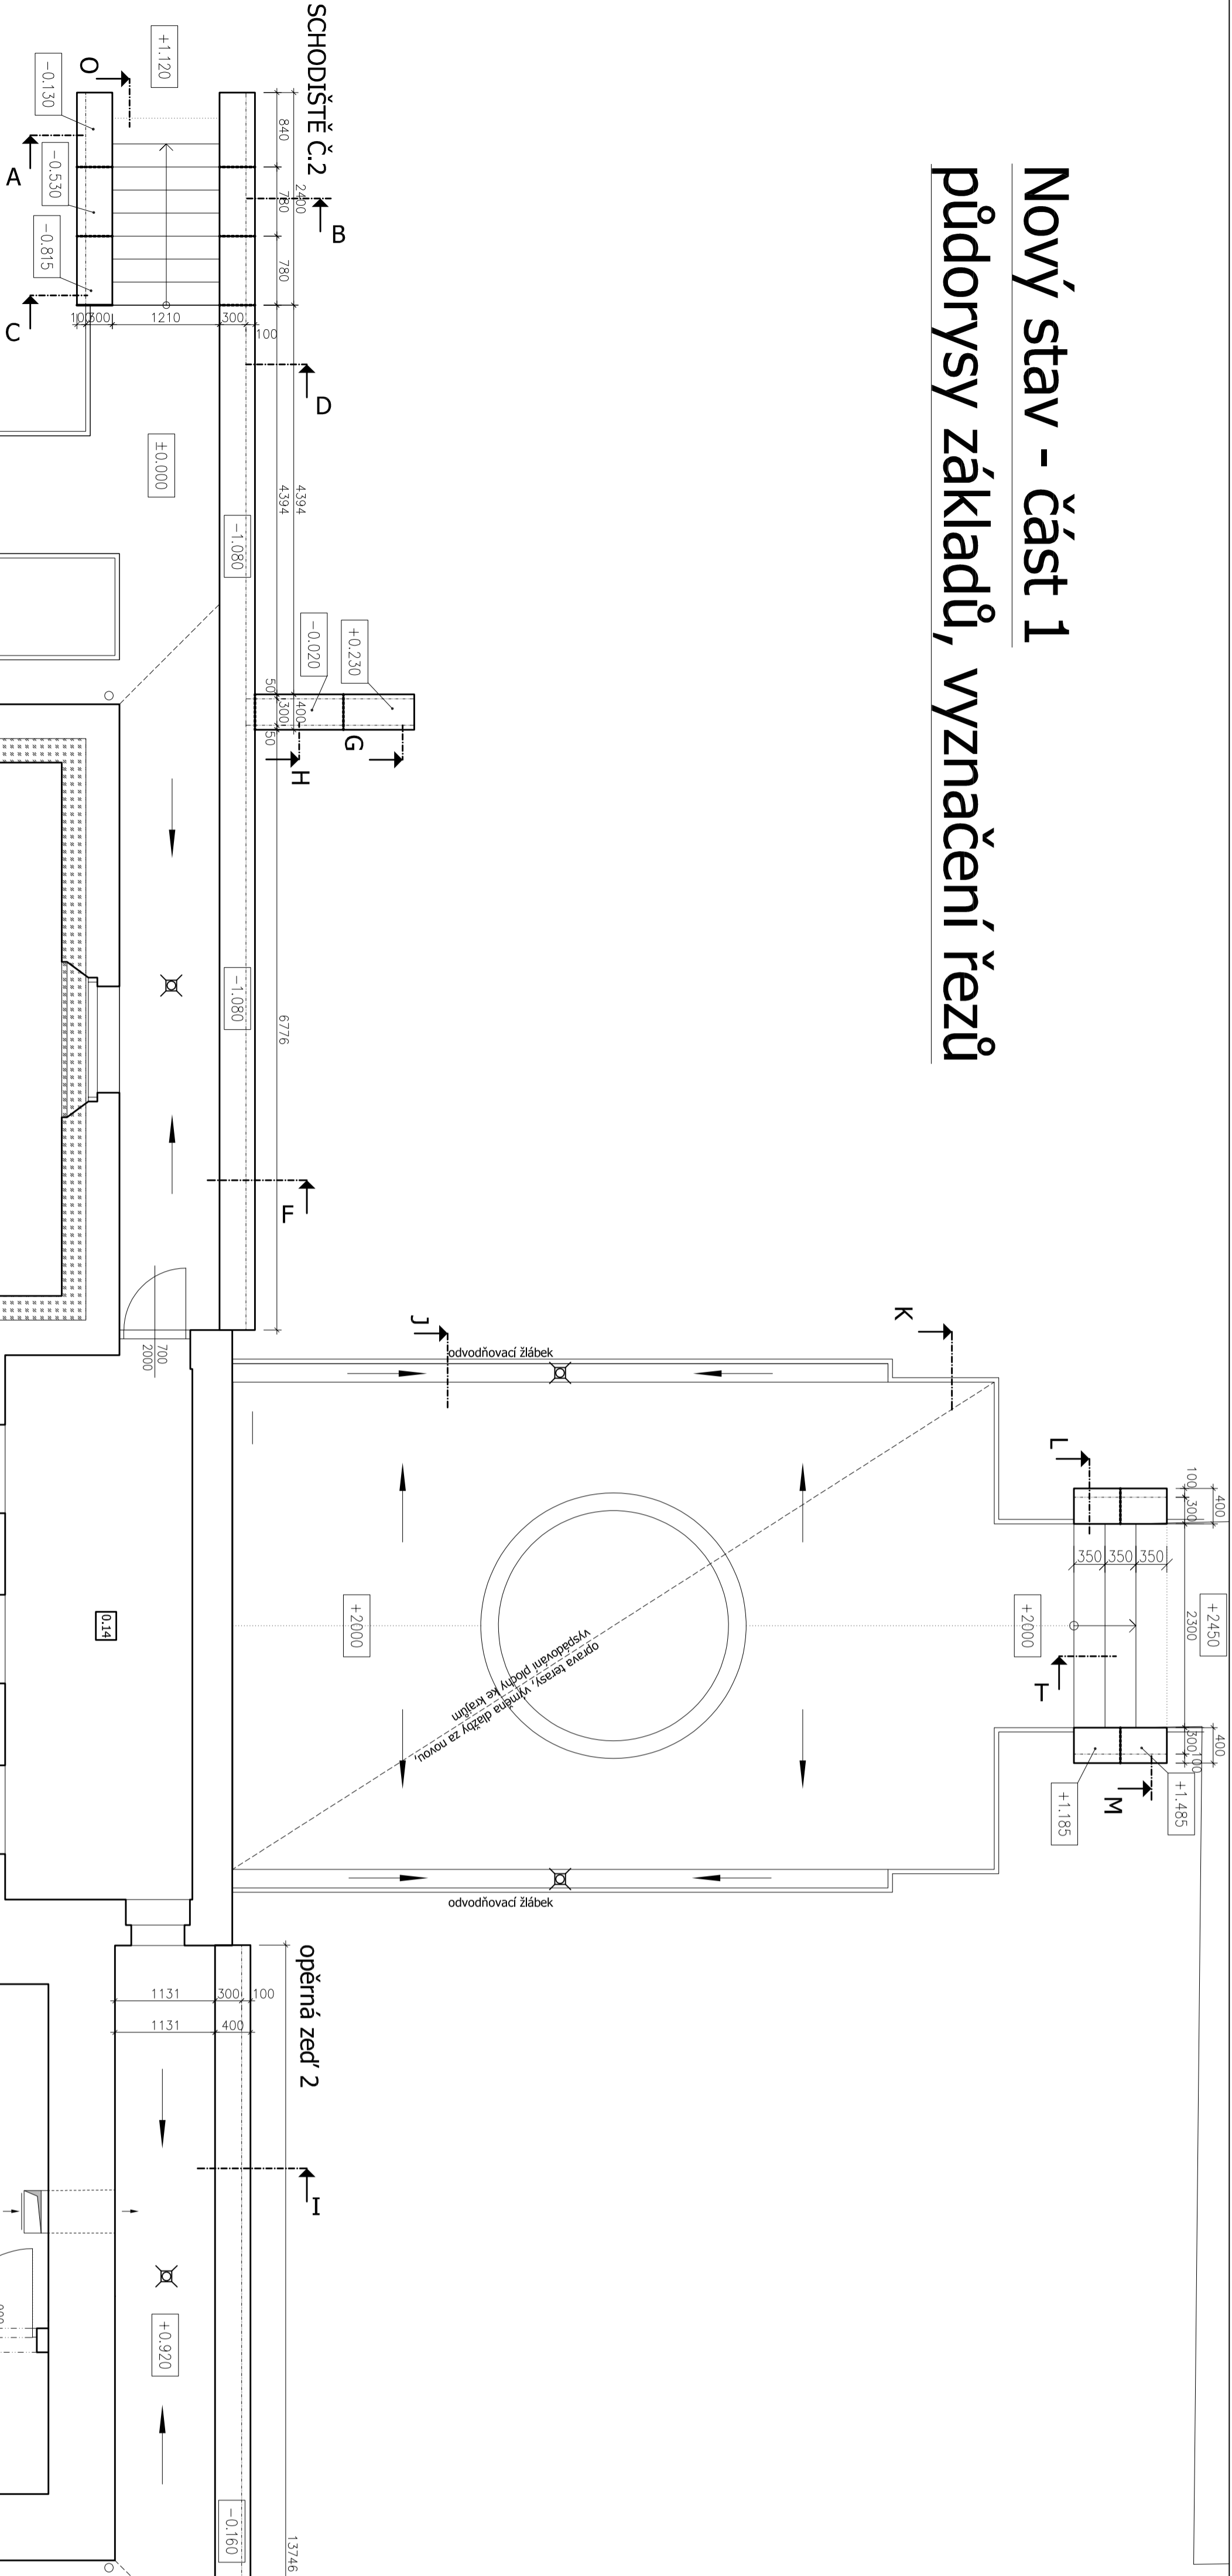 Nový stav - část 1
půdorysy základů, vyznačení řezů
SCHODIŠTĚ Č.2
+1.120
O
-0.130
A
-0.530
-0.815
C
840
780
780
2400
B
100
300
1210
300
100
D
±0.000
4394
4394
-1.080
-0.020
+0.230
50
300
50
400
G
H
-1.080
6776
F
700
2000
J
K
odvodňovací žlábek
L
100
300
400
350
350
350
+2450
2300
+2000
+2000
T
300
100
400
M
+1.485
+1.185
oprava terasy, výměna dlažby za novou,
vyspádování plochy ke krajům
0.14
odvodňovací žlábek
opěrná zeď 2
1131
300
100
1131
400
I
+0.920
-0.160
13746